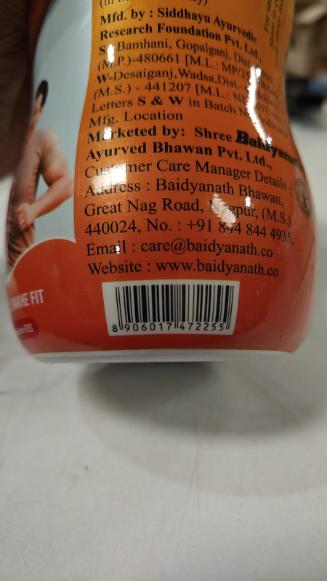 Mfd. by : Siddhayu Ayurvedic
Research Foundation Pvt. Ltd.
Bamhani, Gopalganj,
(M.P.)-480661 [M.L.:
W-Desaiganj,Wadsa,
(M.S.) - 441207 [M.L.:
Letters S & W in Batch
Mfg. Location
Marketed by: Shree Baidyanath
Ayurved Bhawan Pvt. Ltd.,
Customer Care Manager Details
Address : Baidyanath Bhawan,
Great Nag Road, Nagpur, (M.S.)
440024, No. : +91 844 844 4935,
Email : care@baidyanath.co
Website : www.baidyanath.co
FIT
8 906017 472255